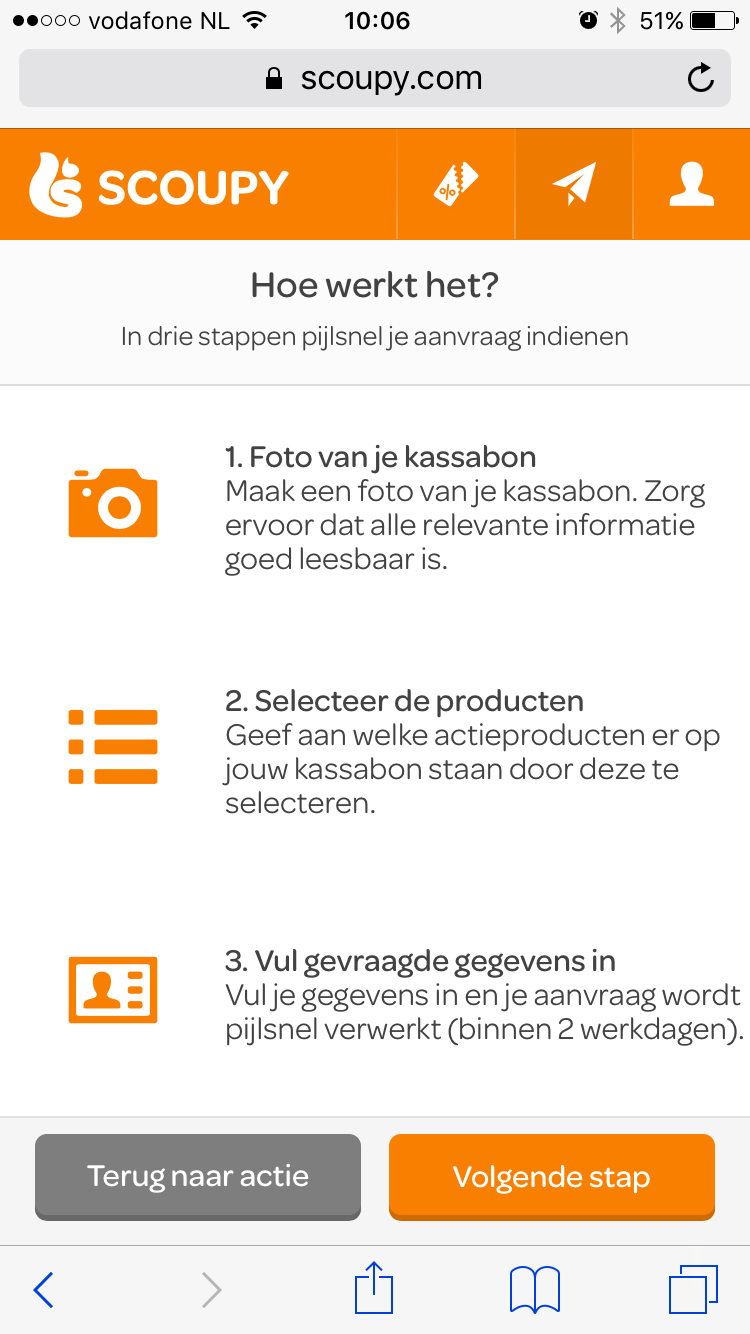 vodafone NL 10:06 51%
scoupy.com
SCOUPY
%
Hoe werkt het?
In drie stappen pijlsnel je aanvraag indienen
1. Foto van je kassabon
Maak een foto van je kassabon. Zorg
ervoor dat alle relevante informatie
goed leesbaar is.
2. Selecteer de producten
Geef aan welke actieproducten er op
jouw kassabon staan door deze te
selecteren.
3. Vul gevraagde gegevens in
Vul je gegevens in en je aanvraag wordt
pijlsnel verwerkt (binnen 2 werkdagen).
Terug naar actie
Volgende stap